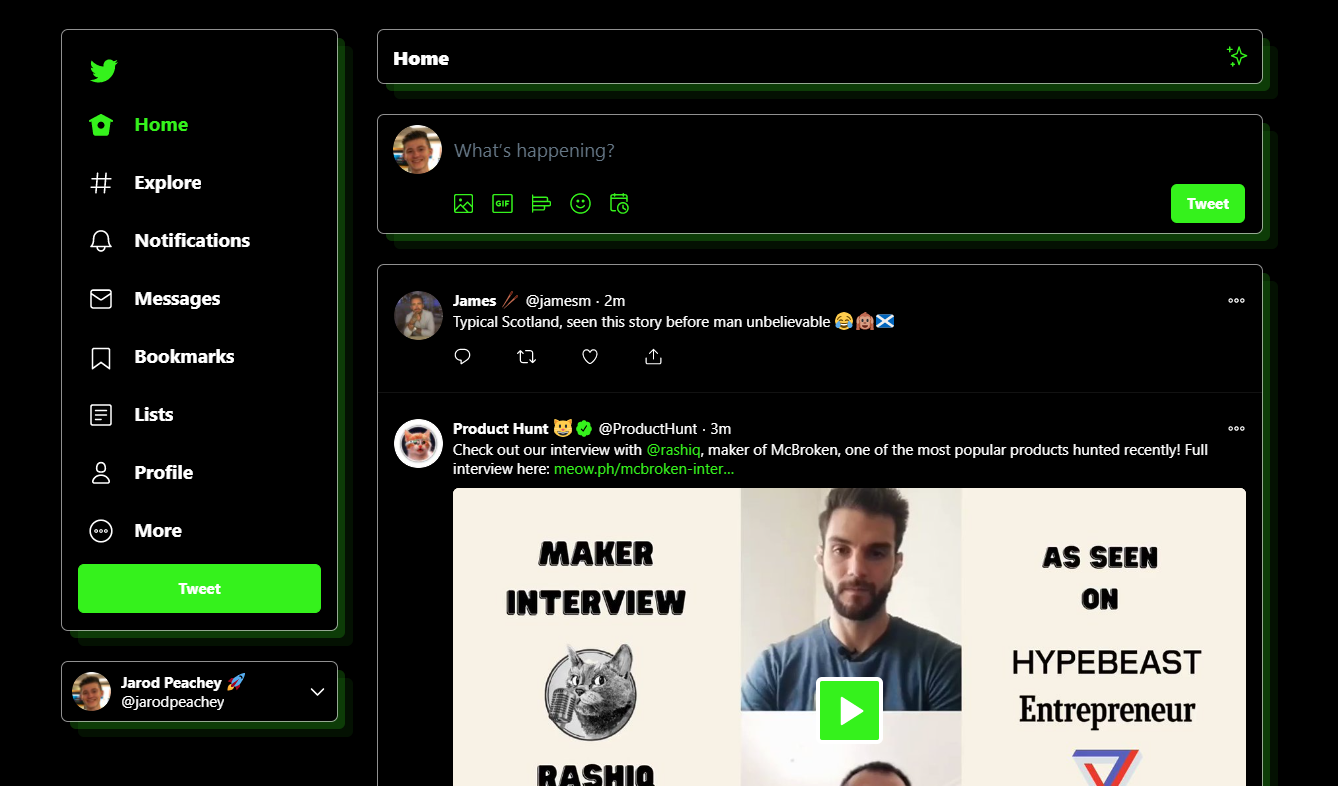 Home
Explore
Notifications
Messages
Bookmarks
Lists
Profile
More
Tweet
Jarod Peachey 🚀
@jarodpeachey
Home
What's happening?
GIF
Tweet
James 🥢 @jamesm · 2m
Typical Scotland, seen this story before man unbelievable 😂🙉🏴󠁧󠁢󠁳󠁣󠁴󠁿
Product Hunt 😺 @ProductHunt · 3m
Check out our interview with @rashiq, maker of McBroken, one of the most popular products hunted recently! Full
interview here: meow.ph/mcbroken-inter...
MAKER
INTERVIEW
RASHIQ
AS SEEN
ON
HYPEBEAST
Entrepreneur